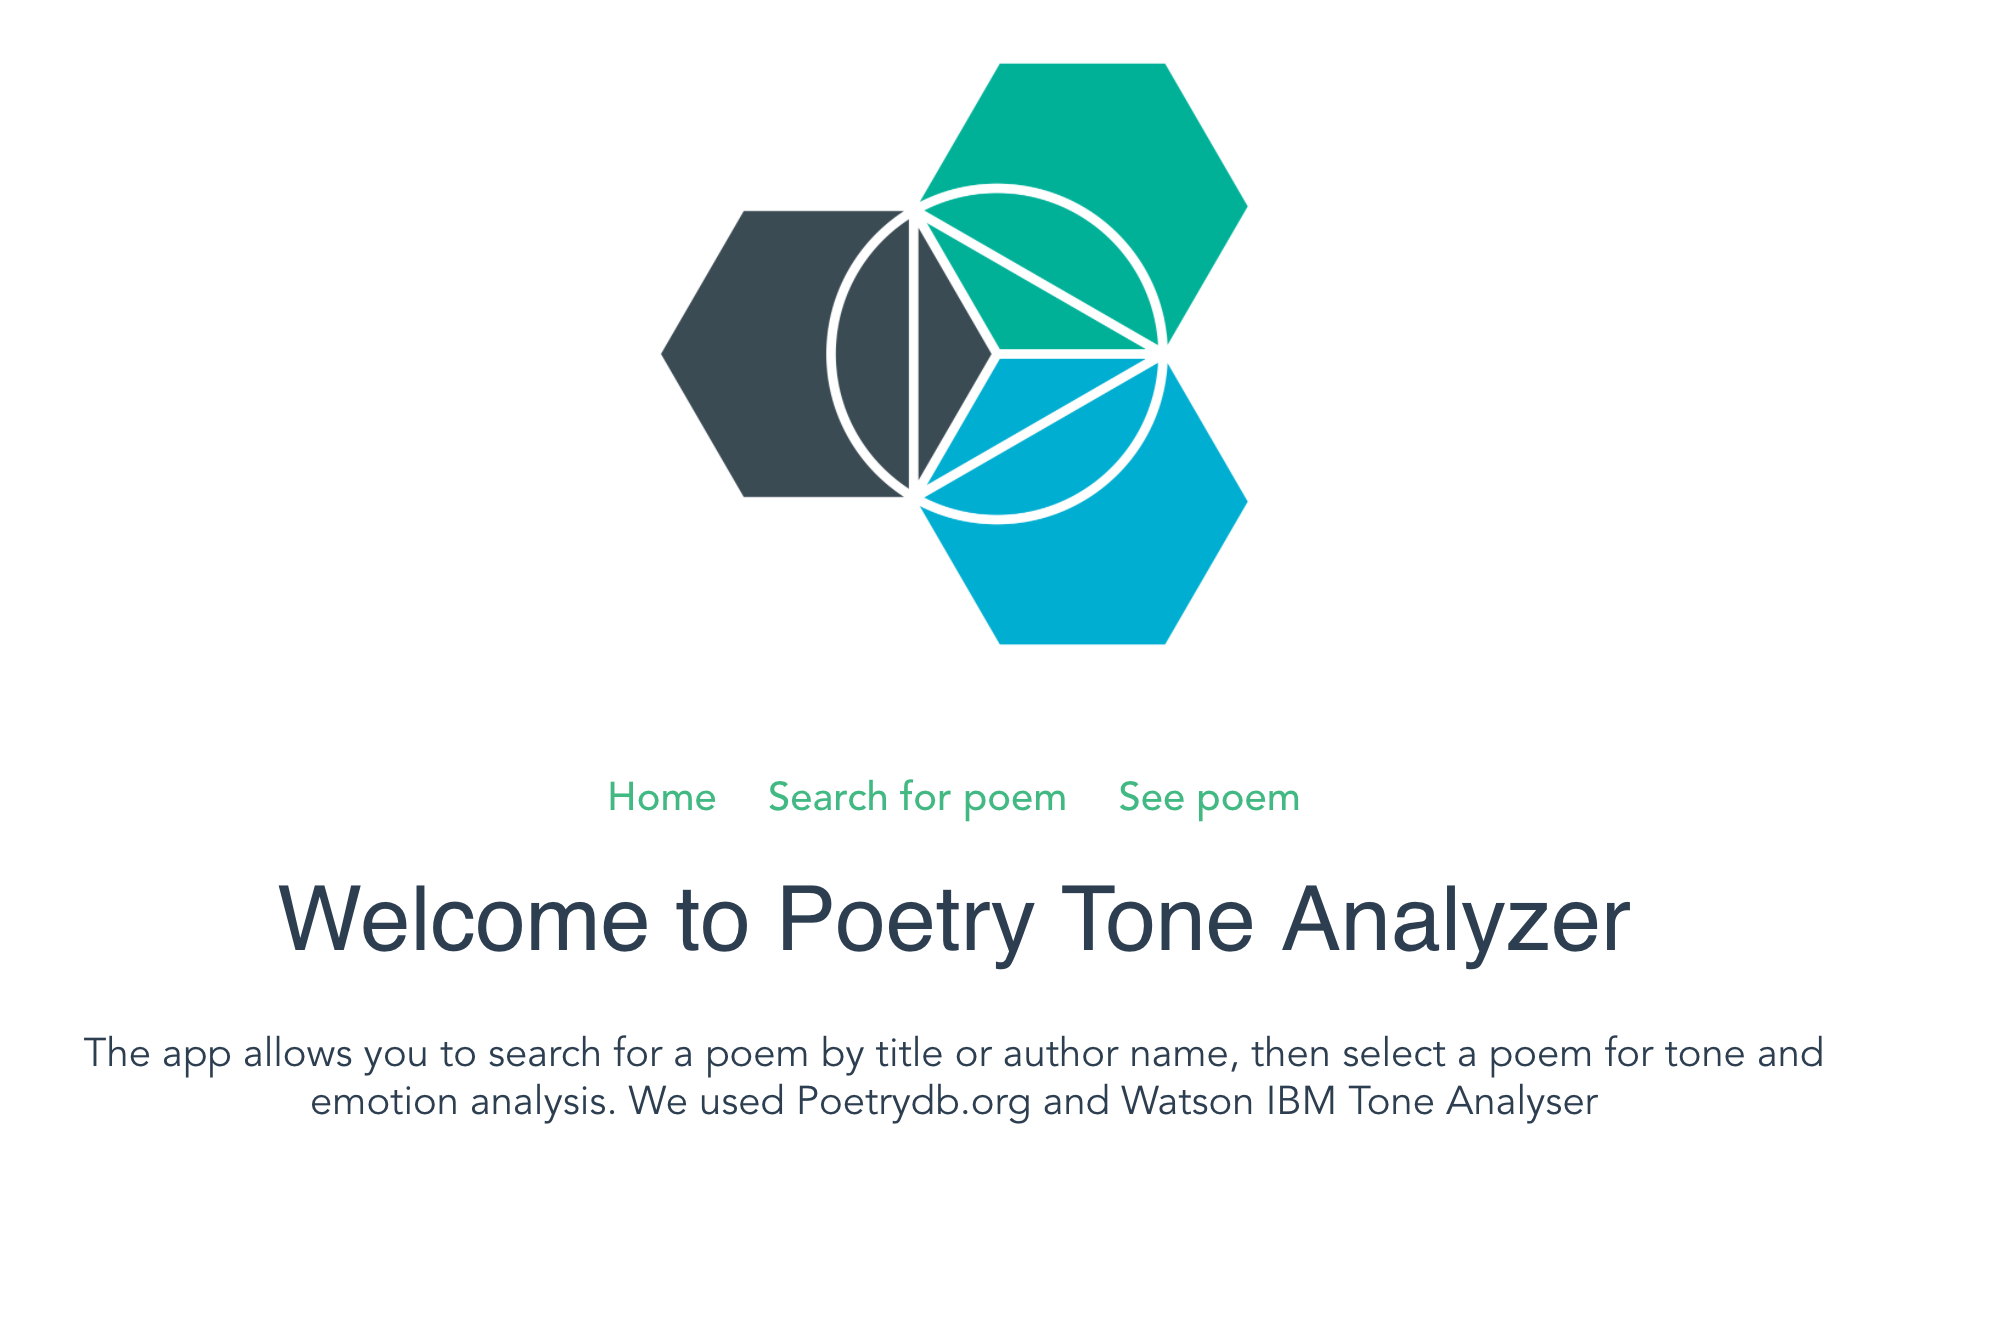 Home Search for poem See poem
Welcome to Poetry Tone Analyzer
The app allows you to search for a poem by title or author name, then select a poem for tone and
emotion analysis. We used Poetrydb.org and Watson IBM Tone Analyser